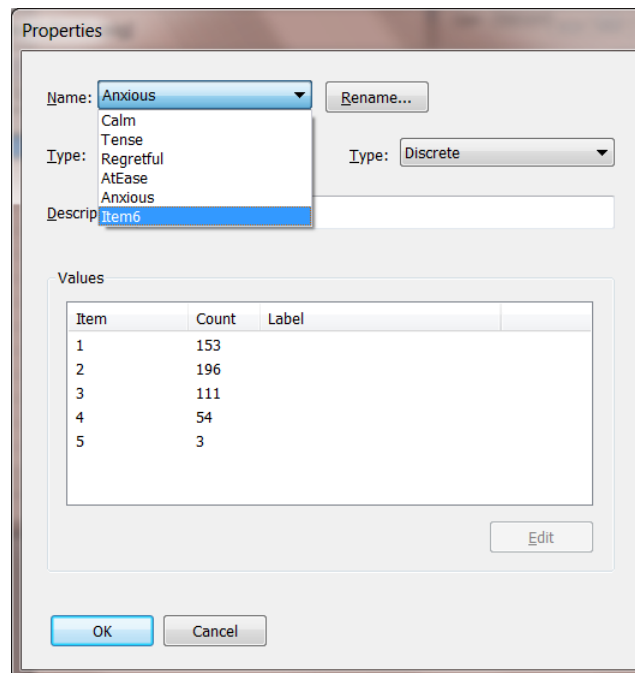 Properties
Name: Anxious Rename...
Calm
Tense
Type: Regretful Type: Discrete
AtEase
Anxious
Descrip Item6
Values
Item Count Label
1 153
2 196
3 111
4 54
5 3
Edit
OK Cancel